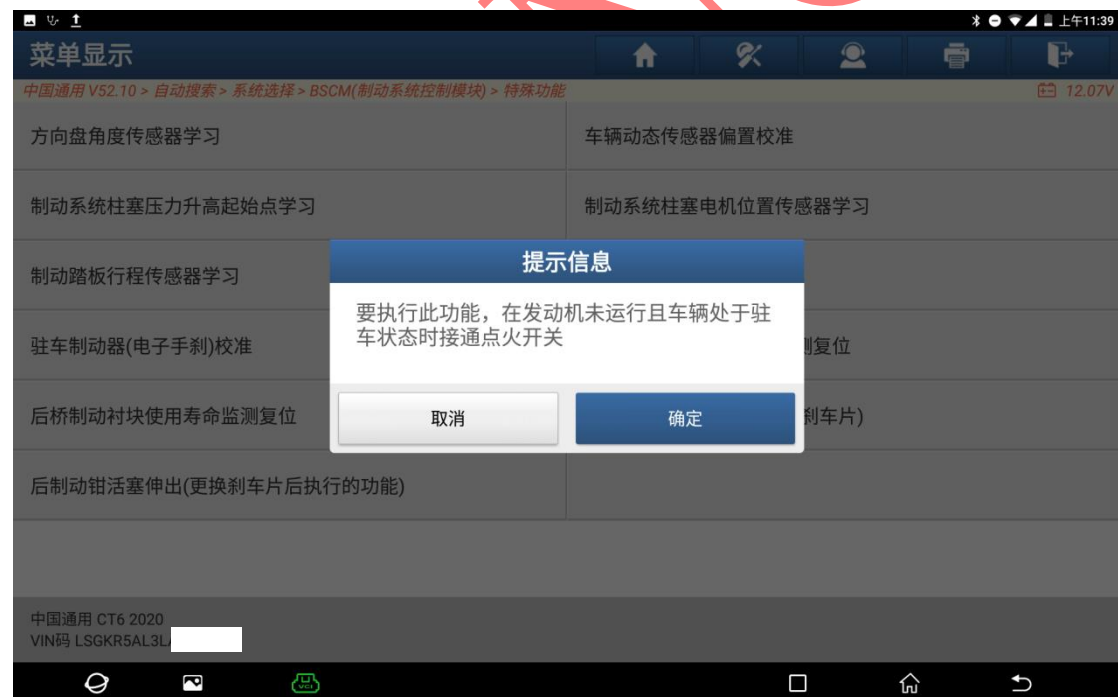 上午11:39
菜单显示
中国通用 V52.10 > 自动搜索 > 系统选择 > BSCM(制动系统控制模块) > 特殊功能
12.07V
方向盘角度传感器学习
车辆动态传感器偏置校准
制动系统柱塞压力升高起始点学习
制动系统柱塞电机位置传感器学习
提示信息
制动踏板行程传感器学习
要执行此功能，在发动机未运行且车辆处于驻
车状态时接通点火开关
驻车制动器(电子手刹)校准
复位
后桥制动衬块使用寿命监测复位
取消
确定
刹车片)
后制动钳活塞伸出(更换刹车片后执行的功能)
中国通用 CT6 2020
VIN码 LSGKR5AL3L
VCI